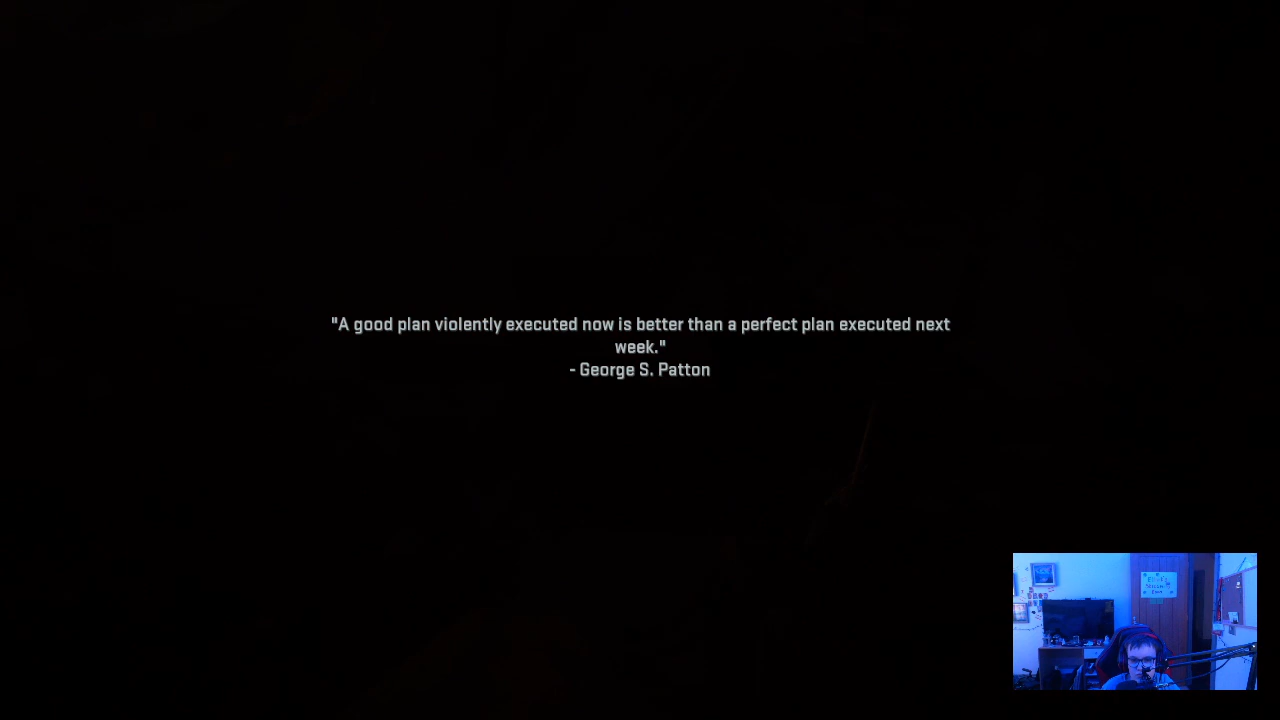 "A good plan violently executed now is better than a perfect plan executed next
week."
- George S. Patton